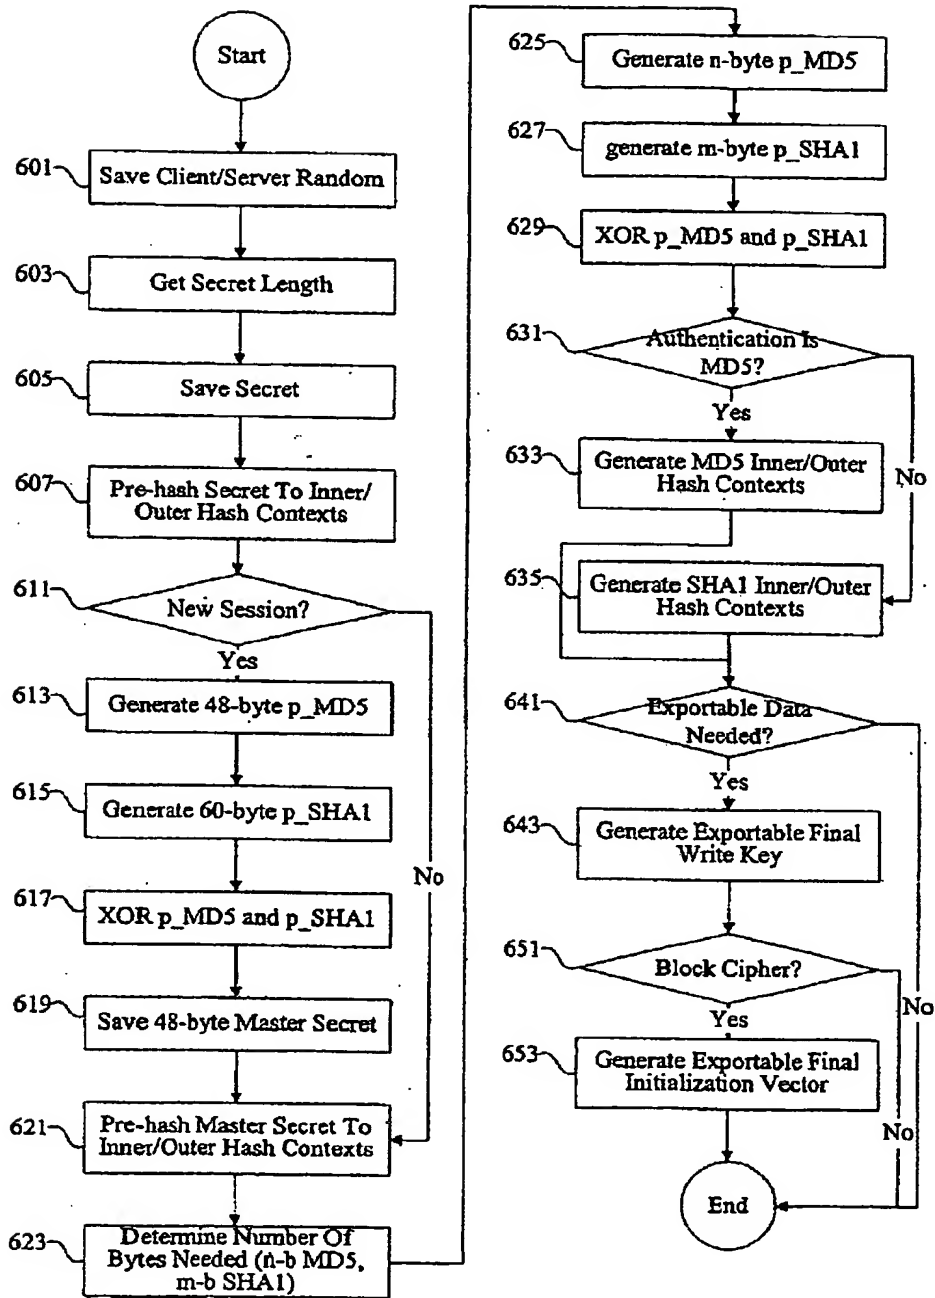 Start
601
Save Client/Server Random
603
Get Secret Length
605
Save Secret
607
Pre-hash Secret To Inner/
Outer Hash Contexts
611
New Session?
Yes
No
613
Generate 48-byte p_MD5
615
Generate 60-byte p_SHA1
617
XOR p_MD5 and p_SHA1
619
Save 48-byte Master Secret
621
Pre-hash Master Secret To
Inner/Outer Hash Contexts
623
Determine Number Of
Bytes Needed (n-b MD5,
m-b SHA1)
625
Generate n-byte p_MD5
627
generate m-byte p_SHA1
629
XOR p_MD5 and p_SHA1
631
Authentication Is
MD5?
Yes
No
633
Generate MD5 Inner/Outer
Hash Contexts
635
Generate SHA1 Inner/Outer
Hash Contexts
641
Exportable Data
Needed?
Yes
No
643
Generate Exportable Final
Write Key
651
Block Cipher?
Yes
No
653
Generate Exportable Final
Initialization Vector
End